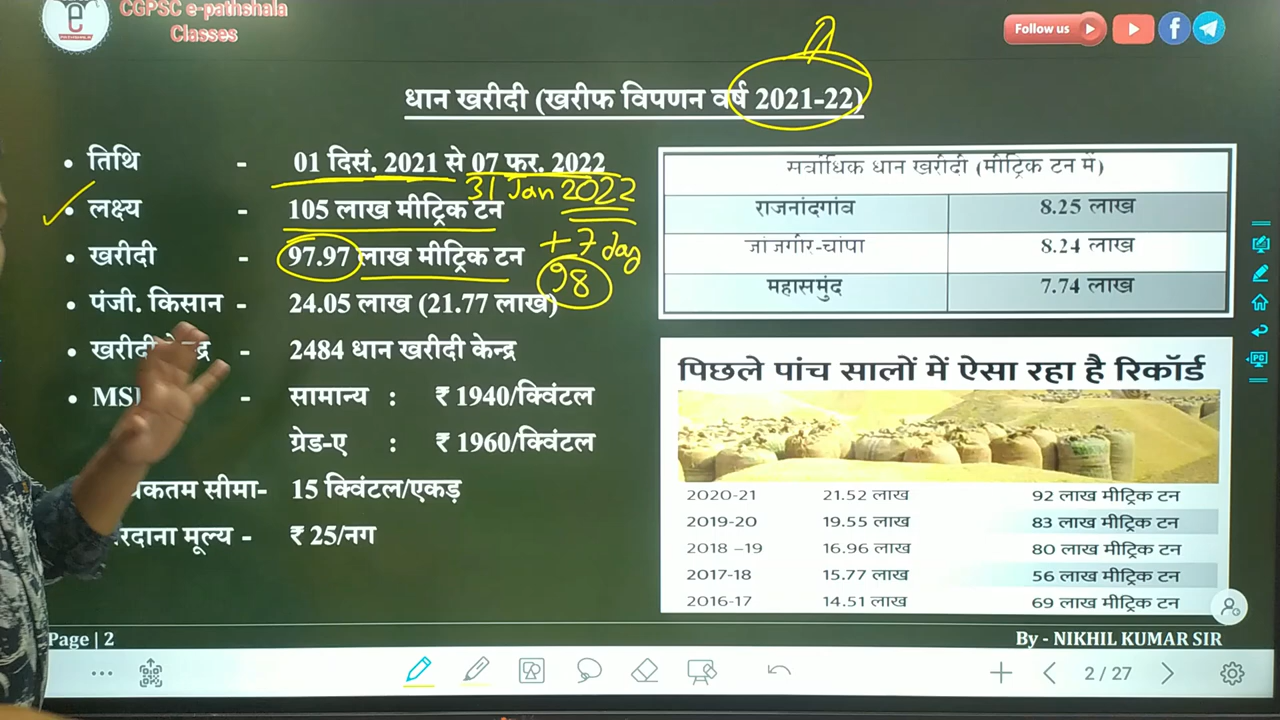 CGPSC e-pathshala
Classes
e
Follow us
धान खरीदी (खरीफ विपणन वर्ष 2021-22)
• तिथि - 01 दिसं. 2021 से 07 फर. 2022
31 Jan 2022
• लक्ष्य - 105 लाख मीट्रिक टन
+7 day
• खरीदी - 97.97 लाख मीट्रिक टन
98
• पंजी. किसान - 24.05 लाख (21.77 लाख)
• खरीदी केन्द्र - 2484 धान खरीदी केन्द्र
• MS - सामान्य : ₹ 1940/क्विंटल
ग्रेड-ए : ₹ 1960/क्विंटल
कतम सीमा- 15 क्विंटल/एकड़
रदाना मूल्य - ₹ 25/नग
सर्वाधिक धान खरीदी (मीट्रिक टन में)
राजनांदगांव 8.25 लाख
जांजगीर-चांपा 8.24 लाख
महासमुंद 7.74 लाख
पिछले पांच सालों में ऐसा रहा है रिकॉर्ड
2020-21 21.52 लाख 92 लाख मीट्रिक टन
2019-20 19.55 लाख 83 लाख मीट्रिक टन
2018 –19 16.96 लाख 80 लाख मीट्रिक टन
2017-18 15.77 लाख 56 लाख मीट्रिक टन
2016-17 14.51 लाख 69 लाख मीट्रिक टन
Page | 2
By - NIKHIL KUMAR SIR
2 / 27